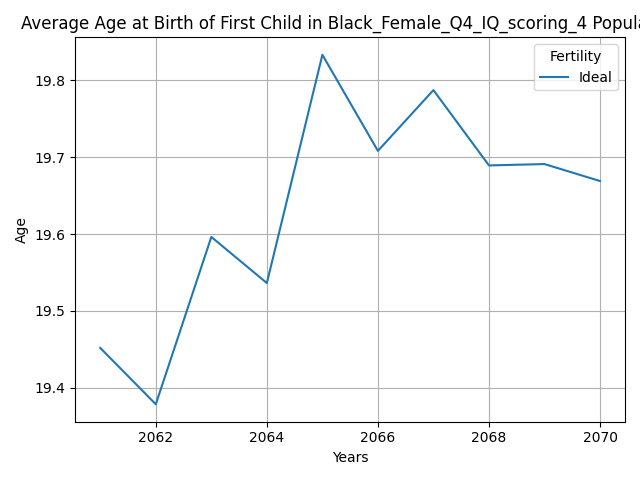 Average Age at Birth of First Child in Black_Female_Q4_IQ_scoring_4 Popula
Fertility
Ideal
19.8
19.7
19.6
19.5
19.4
Age
2062 2064 2066 2068 2070
Years